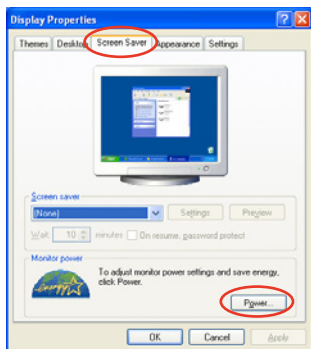 Display Properties
Themes Desktop Screen Saver Appearance Settings
Screen saver
(None) Settings Preview
Wait: 10 minutes On resume, password protect
Monitor power
To adjust monitor power settings and save energy,
click Power.
energy
Power...
OK Cancel Apply